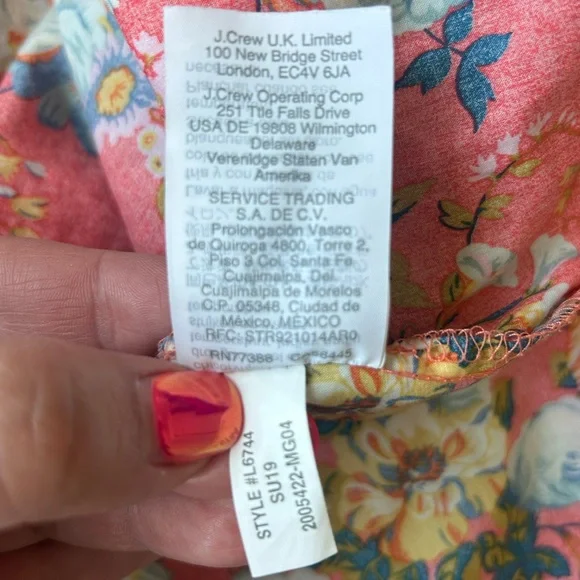 J.Crew U.K. Limited
100 New Bridge Street
London, EC4V 6JA
J.Crew Operating Corp
251 Ttle Falls Drive
USA DE 19808 Wilmington
Delaware
Verenidge Staten Van
Amerika
SERVICE TRADING
S.A. DE C.V.
Prolongación Vasco
de Quiroga 4800, Torre 2,
Piso 3 Col. Santa Fe
Cuajimalpa, Del.
Cuajimalpa de Morelos
C.P. 05348, Ciudad de
México, MÉXICO
RFC: STR921014AR0
RN77388
STYLE #L6744
SU19
2005422-MG04